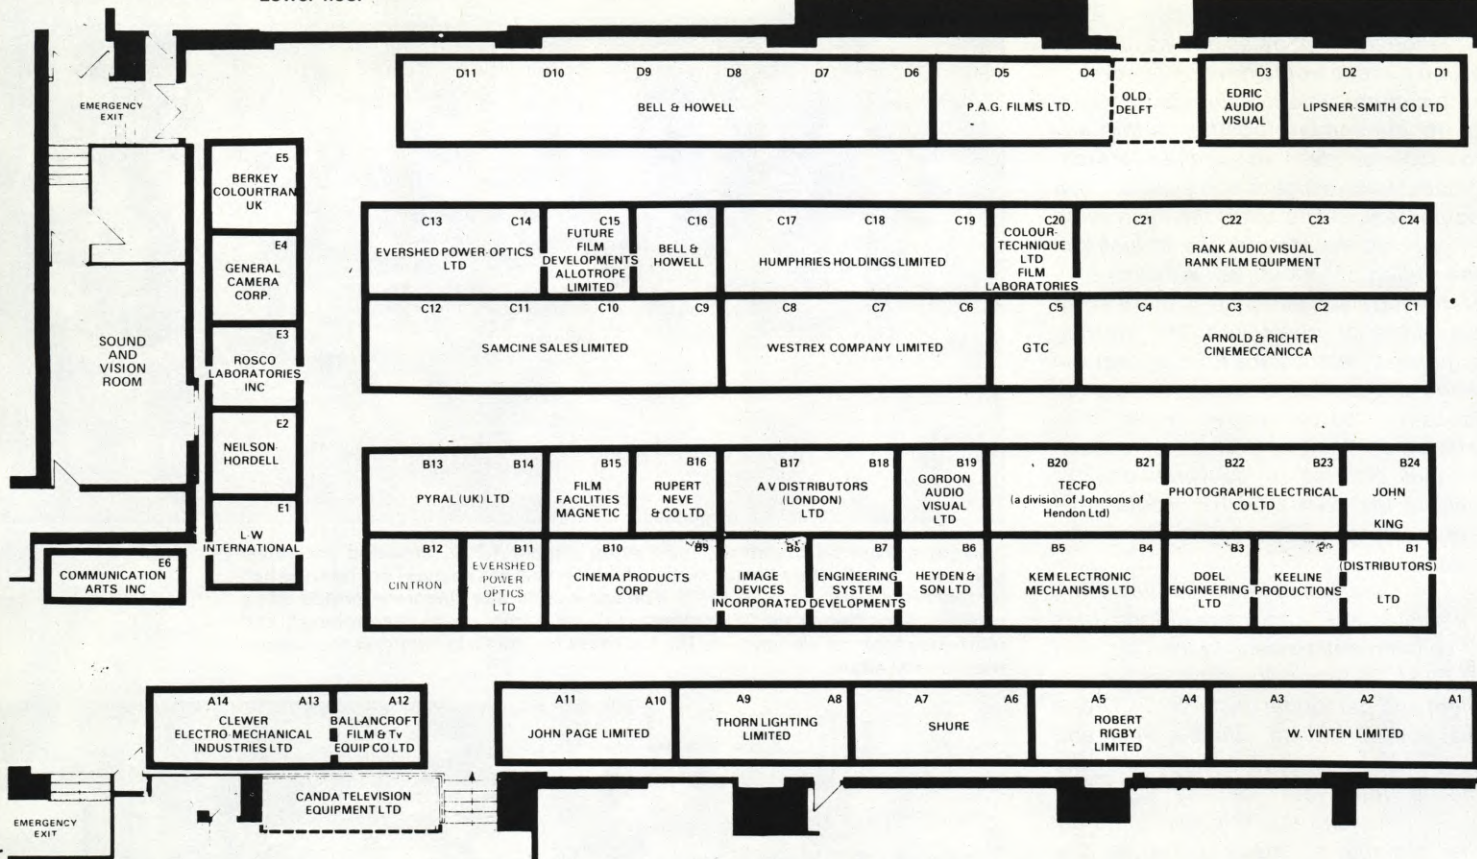 D11 D10 D9 D8 D7 D6
BELL & HOWELL
D5 D4
P.A.G. FILMS LTD.
OLD
DELFT
D3
EDRIC
AUDIO
VISUAL
D2 D1
LIPSNER-SMITH CO LTD
EMERGENCY
EXIT
E5
BERKEY
COLOURTRAN
UK
E4
GENERAL
CAMERA
CORP.
E3
ROSCO
LABORATORIES
INC
E2
NEILSON-
HORDELL
E1
L-W
INTERNATIONAL
SOUND
AND
VISION
ROOM
E6
COMMUNICATION
ARTS INC
C13 C14
EVERSHED POWER-OPTICS
LTD
C15
FUTURE
FILM
DEVELOPMENTS
ALLOTROPE
LIMITED
C16
BELL &
HOWELL
C17 C18 C19
HUMPHRIES HOLDINGS LIMITED
C20
COLOUR-
TECHNIQUE
LTD
FILM
LABORATORIES
C21 C22 C23 C24
RANK AUDIO VISUAL
RANK FILM EQUIPMENT
C12 C11 C10 C9
SAMCINE SALES LIMITED
C8 C7 C6
WESTREX COMPANY LIMITED
C5
GTC
C4 C3 C2 C1
ARNOLD & RICHTER
CINEMECCANICCA
B13 B14
PYRAL (UK) LTD
B15
FILM
FACILITIES
MAGNETIC
B16
RUPERT
NEVE
& CO LTD
B17 B18
A V DISTRIBUTORS
(LONDON)
LTD
B19
GORDON
AUDIO
VISUAL
LTD
B20 B21
TECFO
(a division of Johnsons of
Hendon Ltd)
B22 B23
PHOTOGRAPHIC ELECTRICAL
CO LTD
B24
JOHN
KING
B12
CINTRON
B11
EVERSHED
POWER
OPTICS
LTD
B10 B9
CINEMA PRODUCTS
CORP.
B8
IMAGE
DEVICES
INCORPORATED
B7
ENGINEERING
SYSTEM
DEVELOPMENTS
B6
HEYDEN &
SON LTD
B5 B4
KEM ELECTRONIC
MECHANISMS LTD
B3
DOEL
ENGINEERING
LTD
KEELINE
PRODUCTIONS
B1
(DISTRIBUTORS)
LTD
A14 A13
CLEWER
ELECTRO-MECHANICAL
INDUSTRIES LTD
A12
BALLANCROFT
FILM & Tv
EQUIP CO LTD
A11 A10
JOHN PAGE LIMITED
A9 A8
THORN LIGHTING
LIMITED
A7 A6
SHURE
A5 A4
ROBERT
RIGBY
LIMITED
A3 A2 A1
W. VINTEN LIMITED
CANDA TELEVISION
EQUIPMENT LTD
EMERGENCY
EXIT